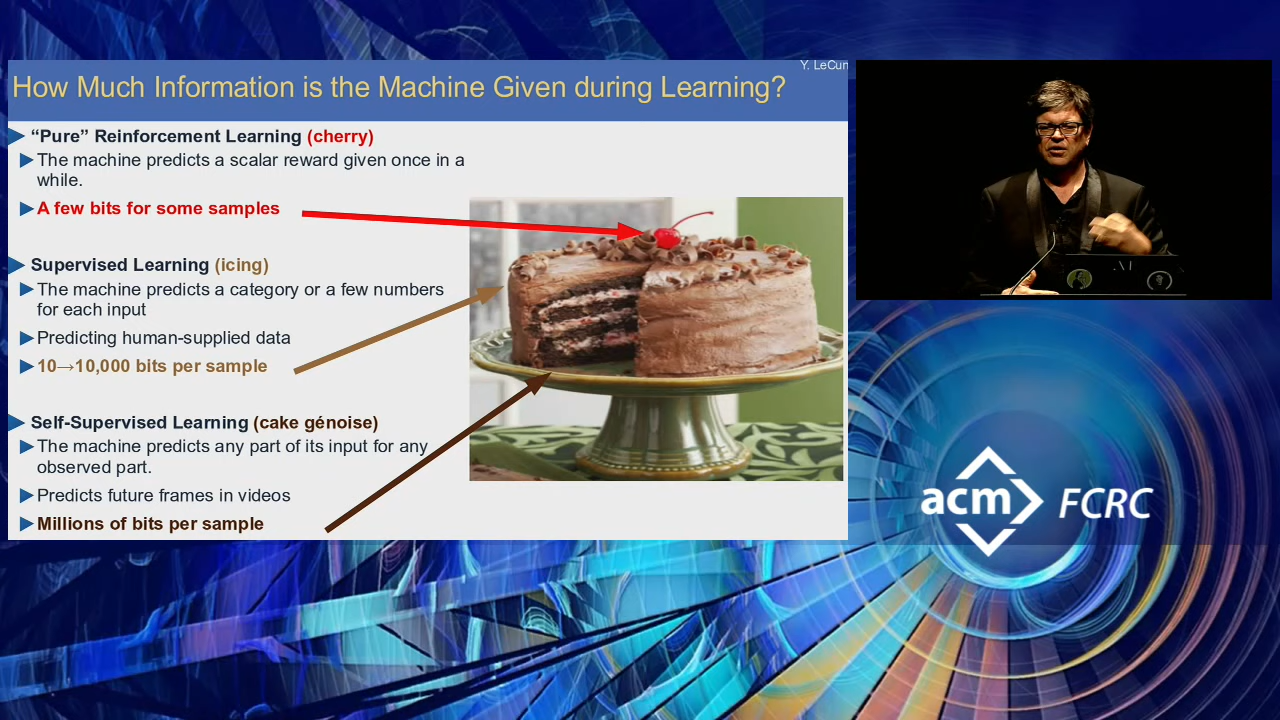 Y. LeCun
How Much Information is the Machine Given during Learning?
“Pure” Reinforcement Learning (cherry)
The machine predicts a scalar reward given once in a
while.
A few bits for some samples
Supervised Learning (icing)
The machine predicts a category or a few numbers
for each input
Predicting human-supplied data
10→10,000 bits per sample
Self-Supervised Learning (cake génoise)
The machine predicts any part of its input for any
observed part.
Predicts future frames in videos
Millions of bits per sample
acm FCRC